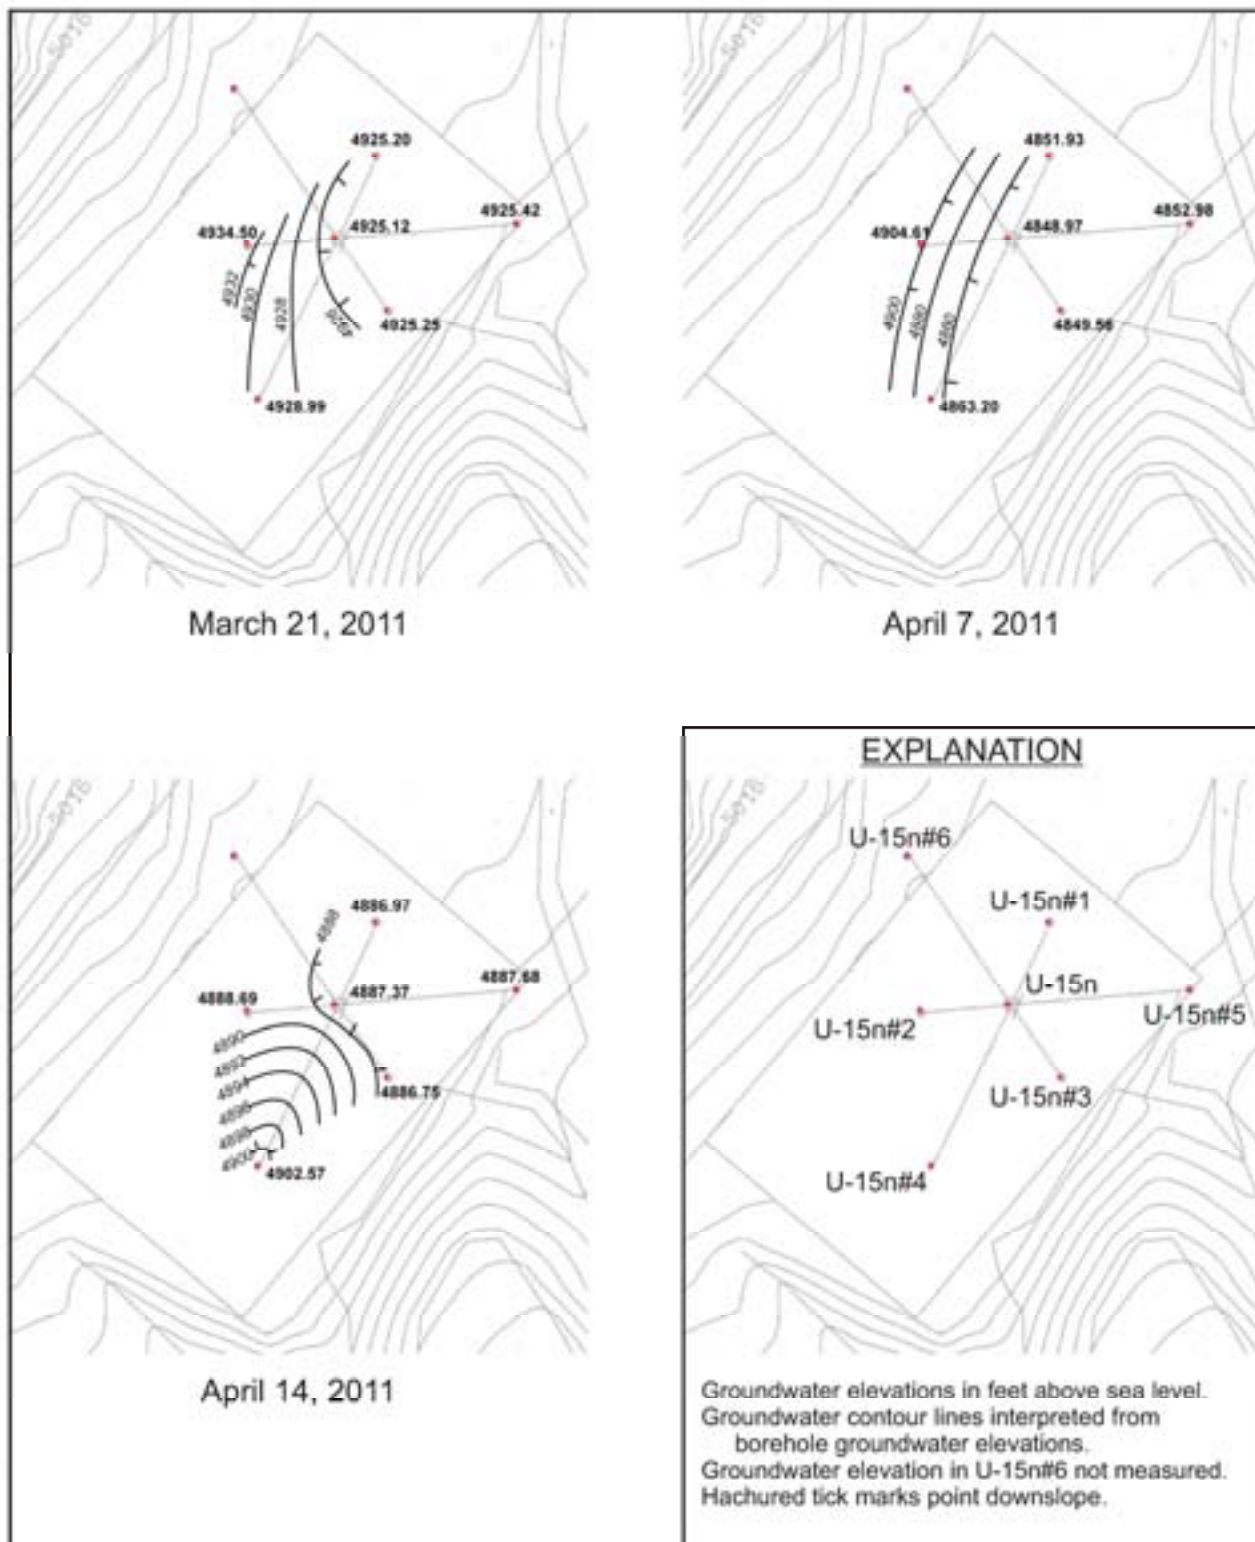 5016
4925.20
4925.42
4934.50
4925.12
4932
4930
4928
4926
4925.25
4928.99
March 21, 2011
5016
4851.93
4852.98
4904.61
4848.97
4900
4880
4860
4849.56
4863.20
April 7, 2011
5016
4886.97
4888
4887.68
4888.69
4887.37
4890
4892
4894
4896
4898
4900
4886.75
4902.57
April 14, 2011
EXPLANATION
5016
U-15n#6
U-15n#1
U-15n
U-15n#5
U-15n#2
U-15n#3
U-15n#4
Groundwater elevations in feet above sea level.
Groundwater contour lines interpreted from
borehole groundwater elevations.
Groundwater elevation in U-15n#6 not measured.
Hachured tick marks point downslope.